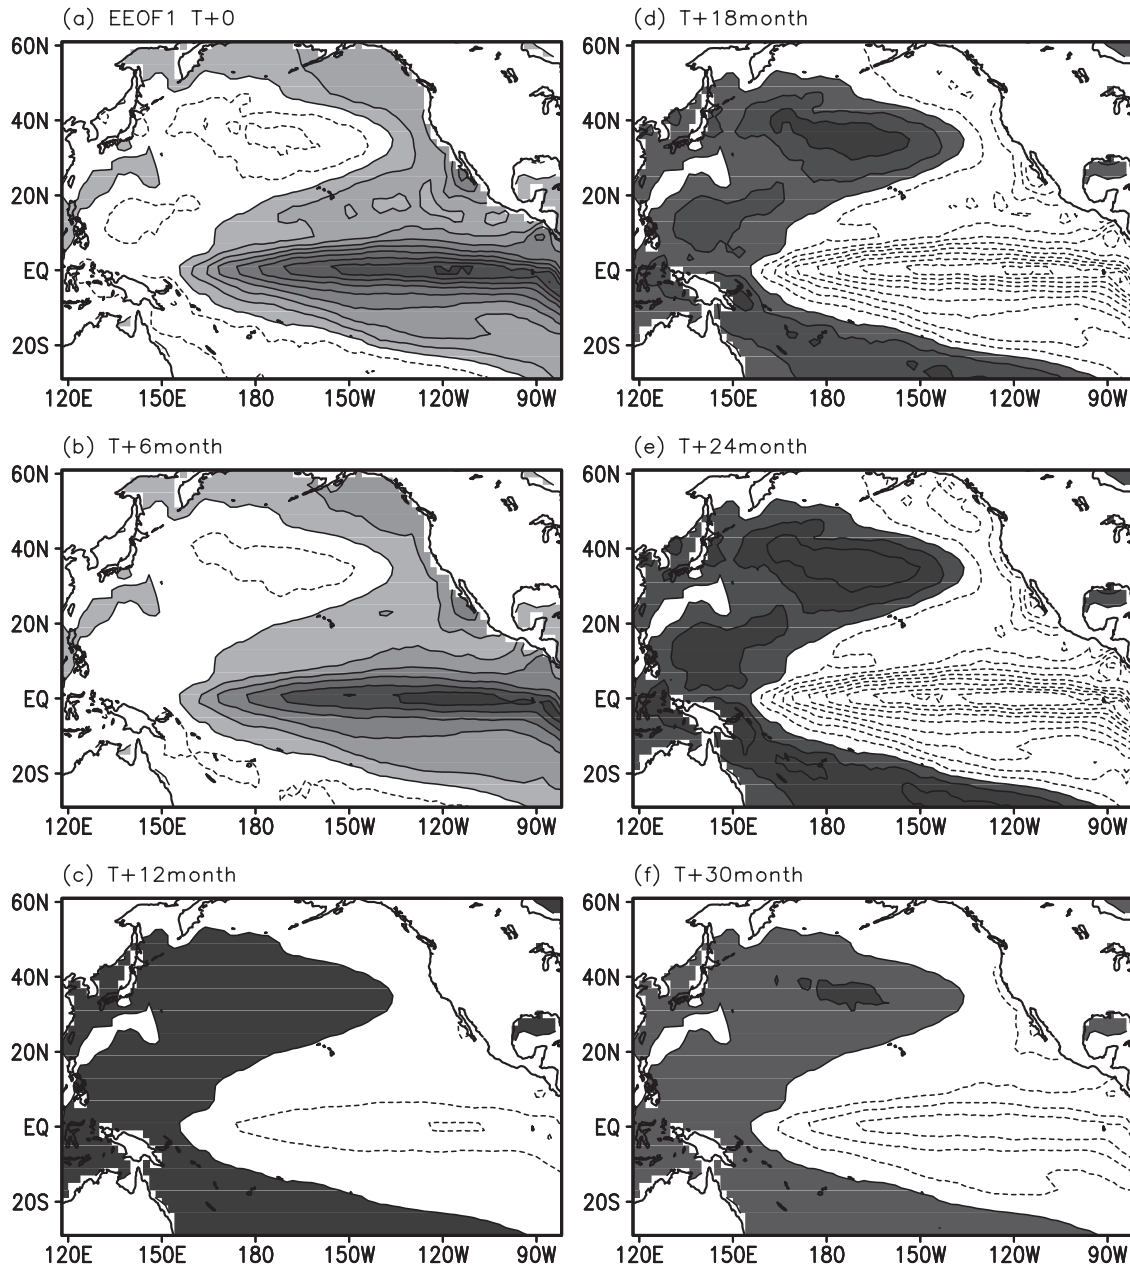 (a) EEOF1 T+0
60N
40N
20N
EQ
20S
120E 150E 180 150W 120W 90W
(b) T+6month
60N
40N
20N
EQ
20S
120E 150E 180 150W 120W 90W
(c) T+12month
60N
40N
20N
EQ
20S
120E 150E 180 150W 120W 90W
(d) T+18month
60N
40N
20N
EQ
20S
120E 150E 180 150W 120W 90W
(e) T+24month
60N
40N
20N
EQ
20S
120E 150E 180 150W 120W 90W
(f) T+30month
60N
40N
20N
EQ
20S
120E 150E 180 150W 120W 90W